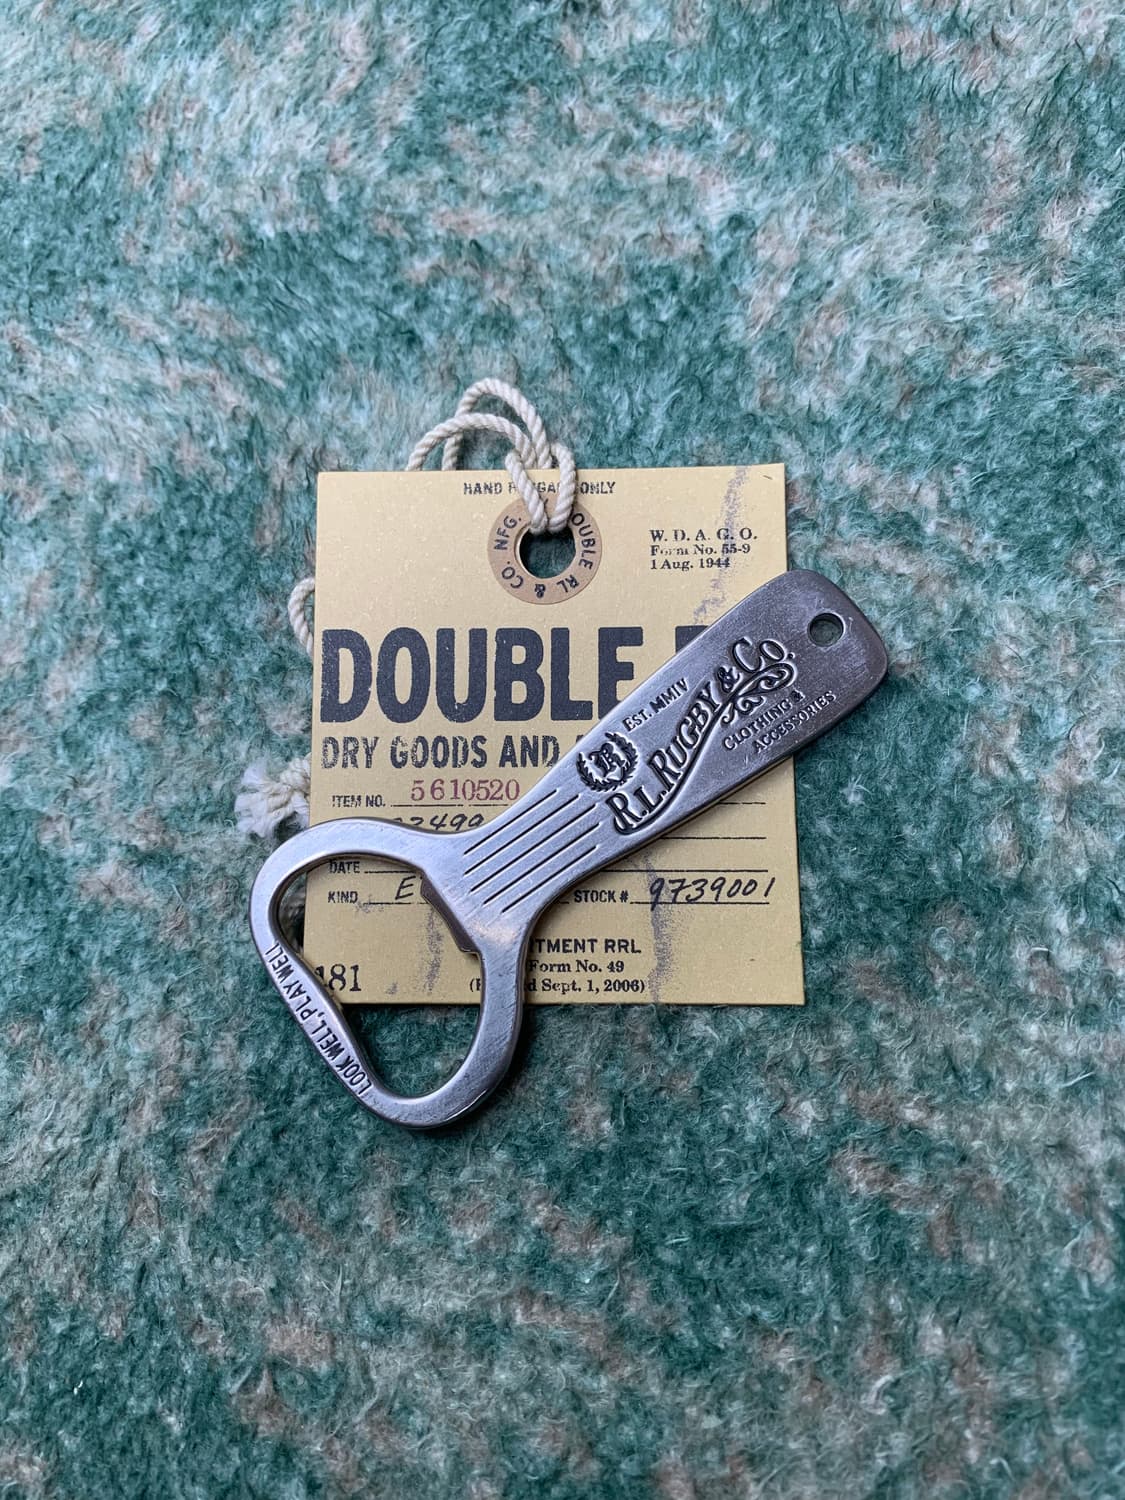 HAND ONLY
DOUBLE RL & CO. NFG.
W. D. A. G. O.
Form No. 55-9
1 Aug. 1944
DOUBLE
DRY GOODS AND
ITEM NO. 5610520
DATE
KIND E STOCK # 9739001
RRL
Form No. 49
Sept. 1, 2006)
EST. MMIV
R
R.L. RUGBY & Co.
CLOTHING &
ACCESSORIES
LOOK WELL, PLAY WELL